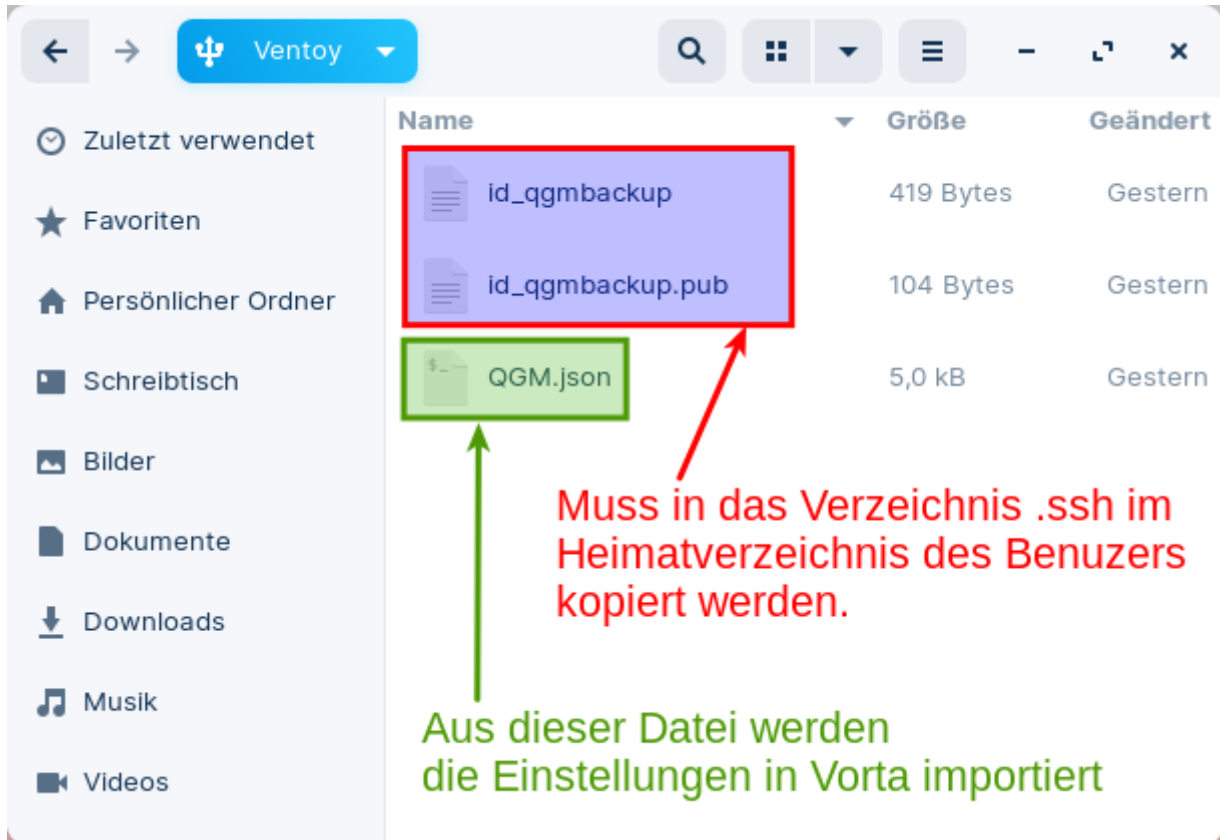 Ventoy
Zuletzt verwendet
Favoriten
Persönlicher Ordner
Schreibtisch
Bilder
Dokumente
Downloads
Musik
Videos
Name Größe Geändert
id_qgmbackup 419 Bytes Gestern
id_qgmbackup.pub 104 Bytes Gestern
$_
QGM.json 5,0 kB Gestern
Muss in das Verzeichnis .ssh im
Heimatverzeichnis des Benuzers
kopiert werden.
Aus dieser Datei werden
die Einstellungen in Vorta importiert